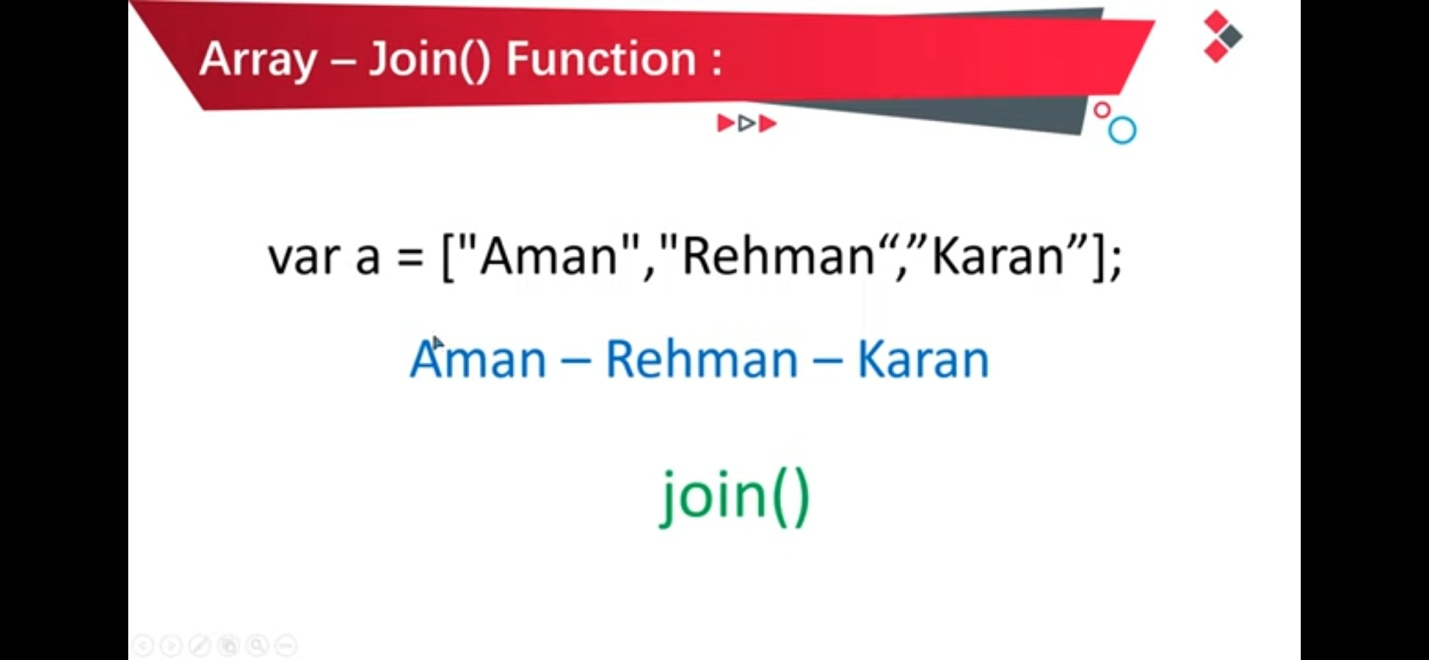 Array – Join() Function :
var a = ["Aman","Rehman“,”Karan”];
Aman – Rehman – Karan
join()